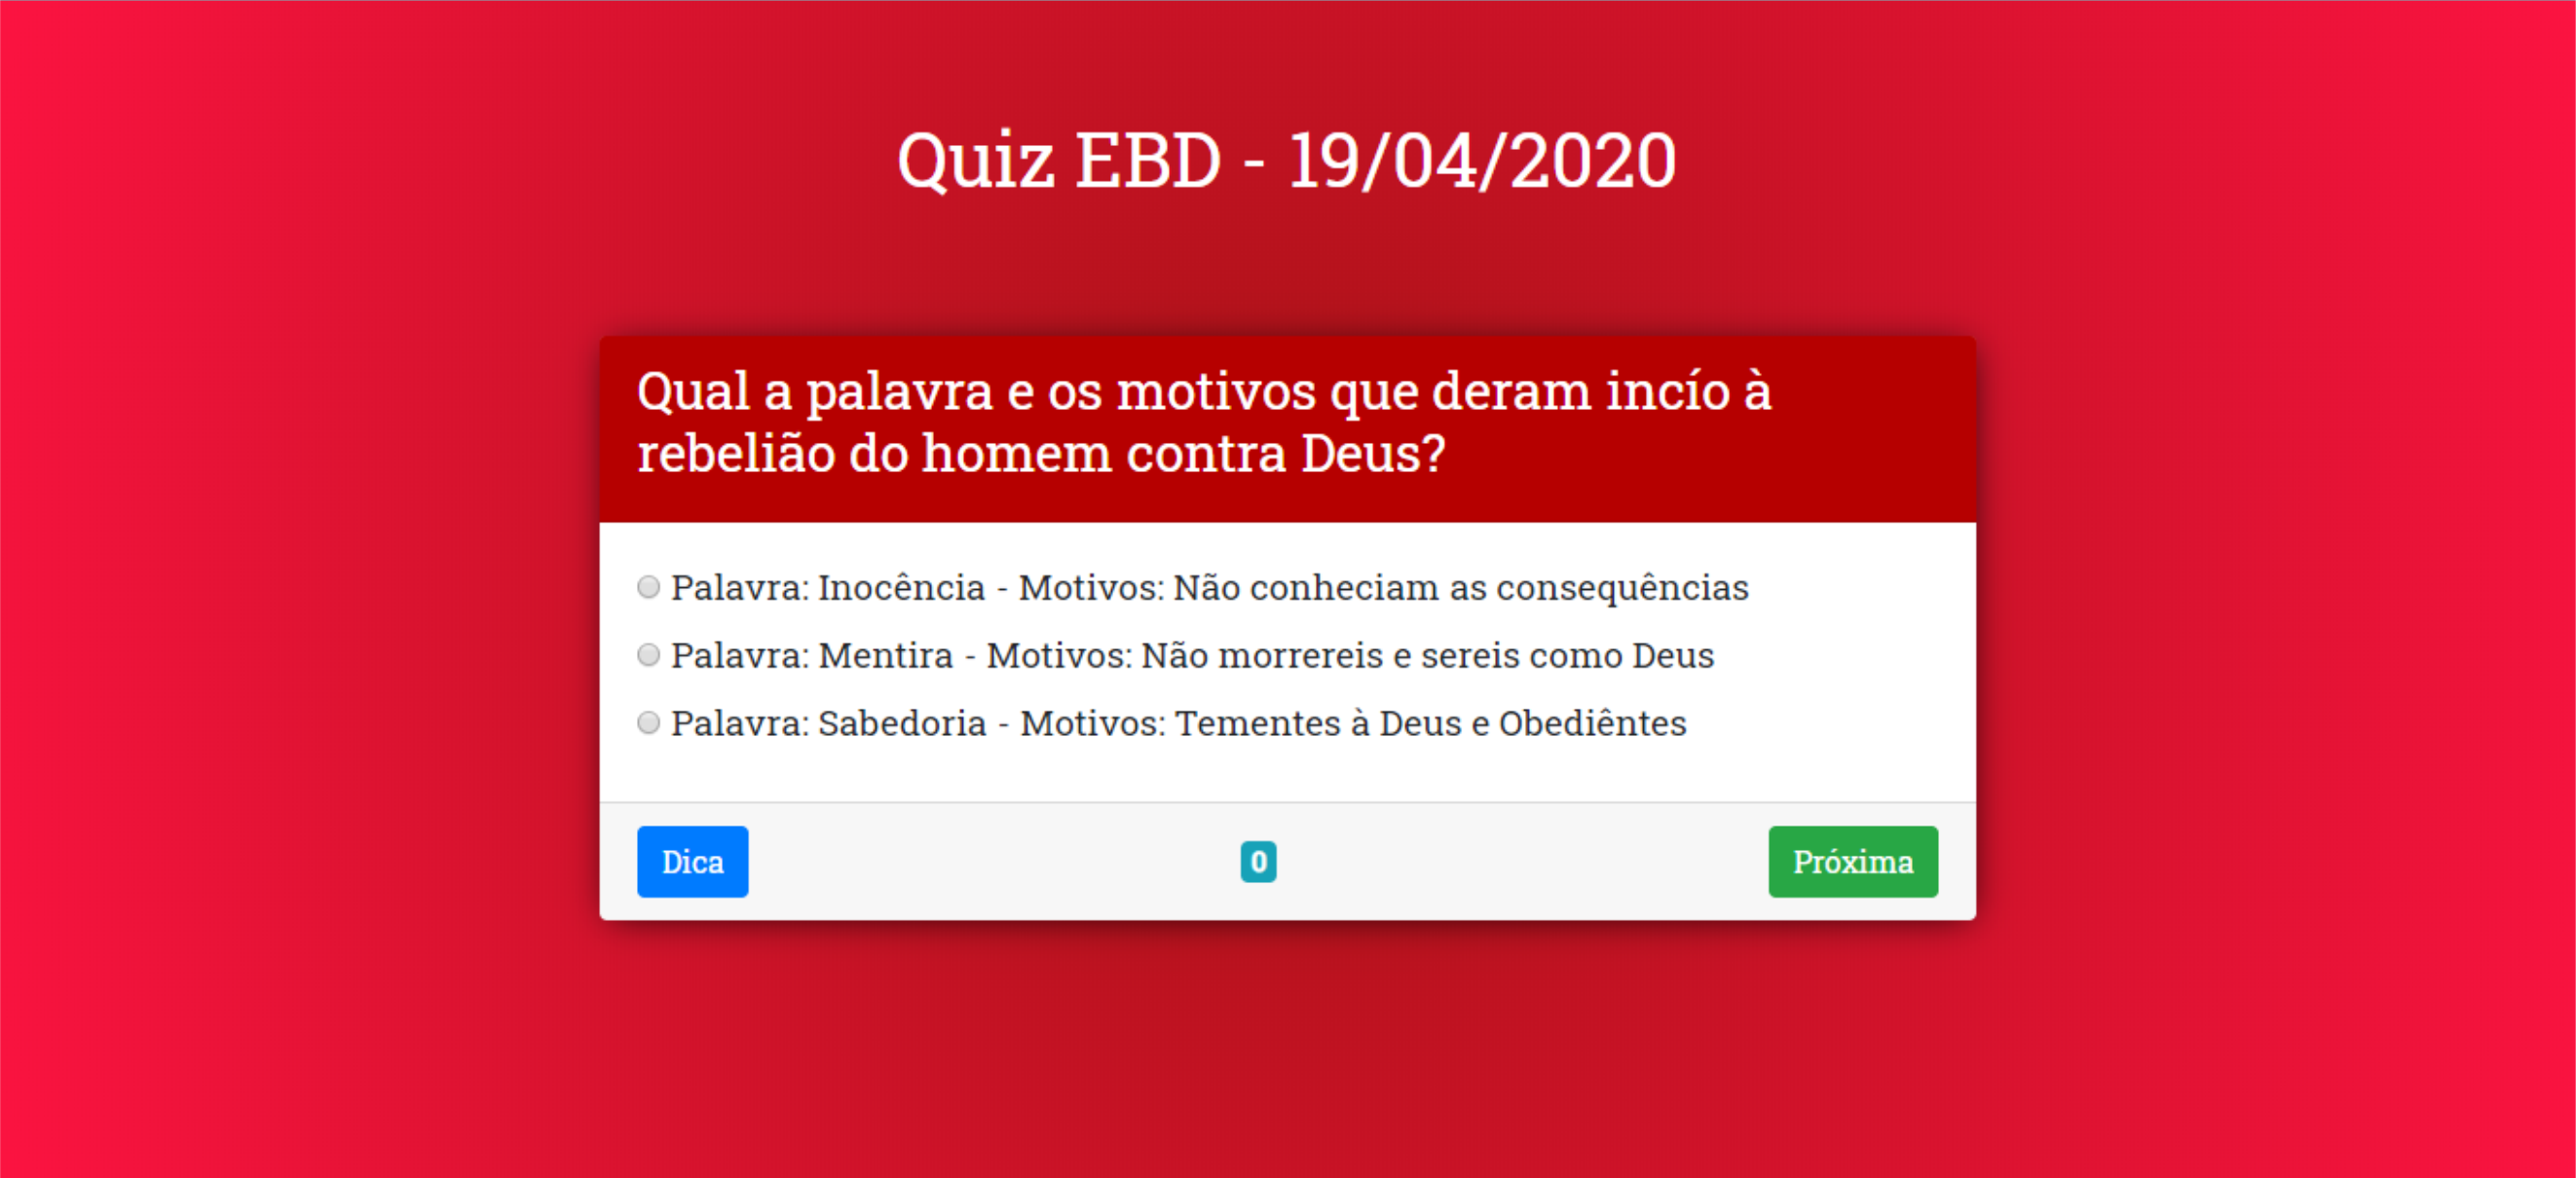 Quiz EBD - 19/04/2020
Qual a palavra e os motivos que deram incío à
rebelião do homem contra Deus?
Palavra: Inocência - Motivos: Não conheciam as consequências
Palavra: Mentira - Motivos: Não morrereis e sereis como Deus
Palavra: Sabedoria - Motivos: Tementes à Deus e Obediêntes
Dica
0
Próxima